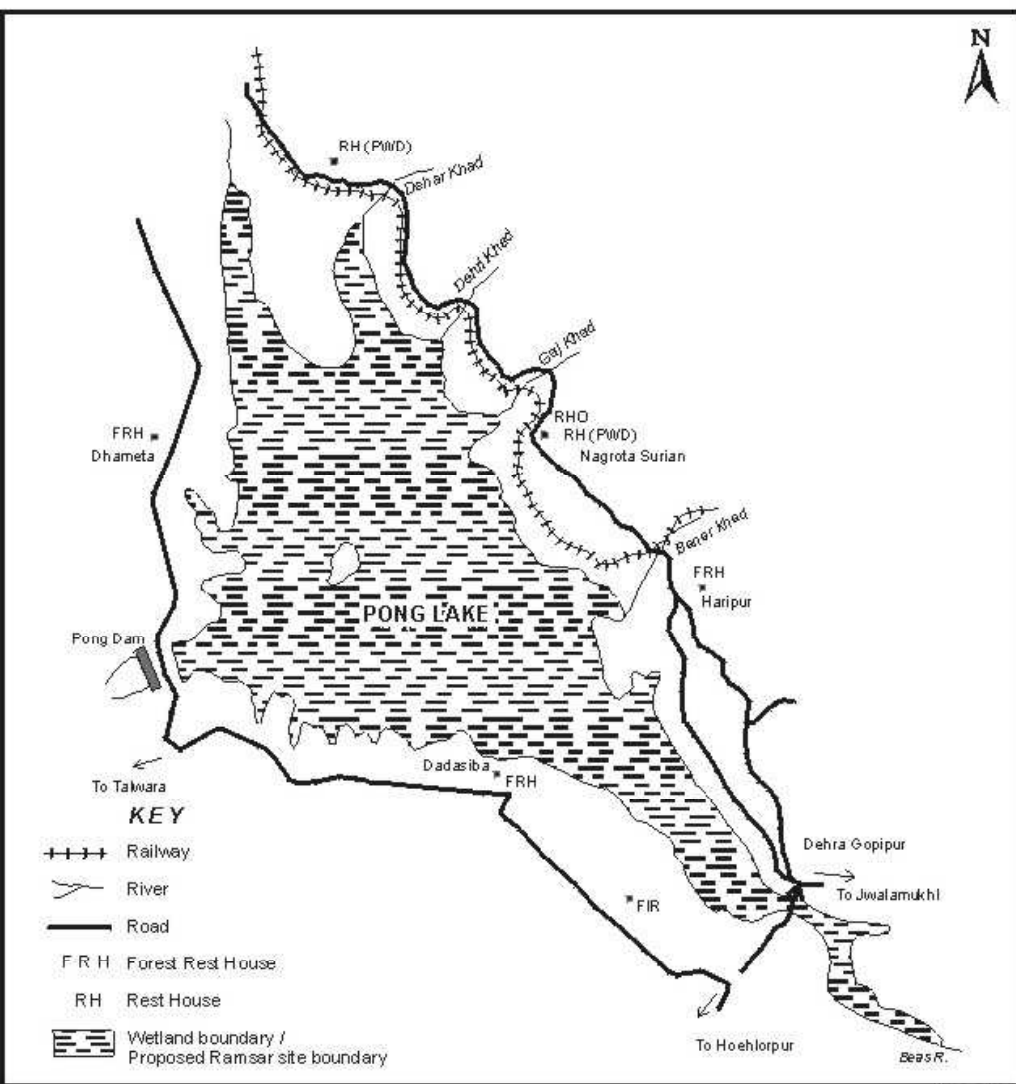 N
RH (PWD)
Dehar Khad
Dehri Khad
Gaj Khad
RHO
RH (PWD)
Nagrota Surian
FRH
Dhameta
Baner Khad
FRH
Haripur
PONG LAKE
Pong Dam
Dadasiba
FRH
To Talwara
KEY
Railway
River
Road
FRH Forest Rest House
RH Rest House
Wetland boundary /
Proposed Ramsar site boundary
Dehra Gopipur
To Jwalamukhi
FIR
To Hoehlorpur
Beas R.